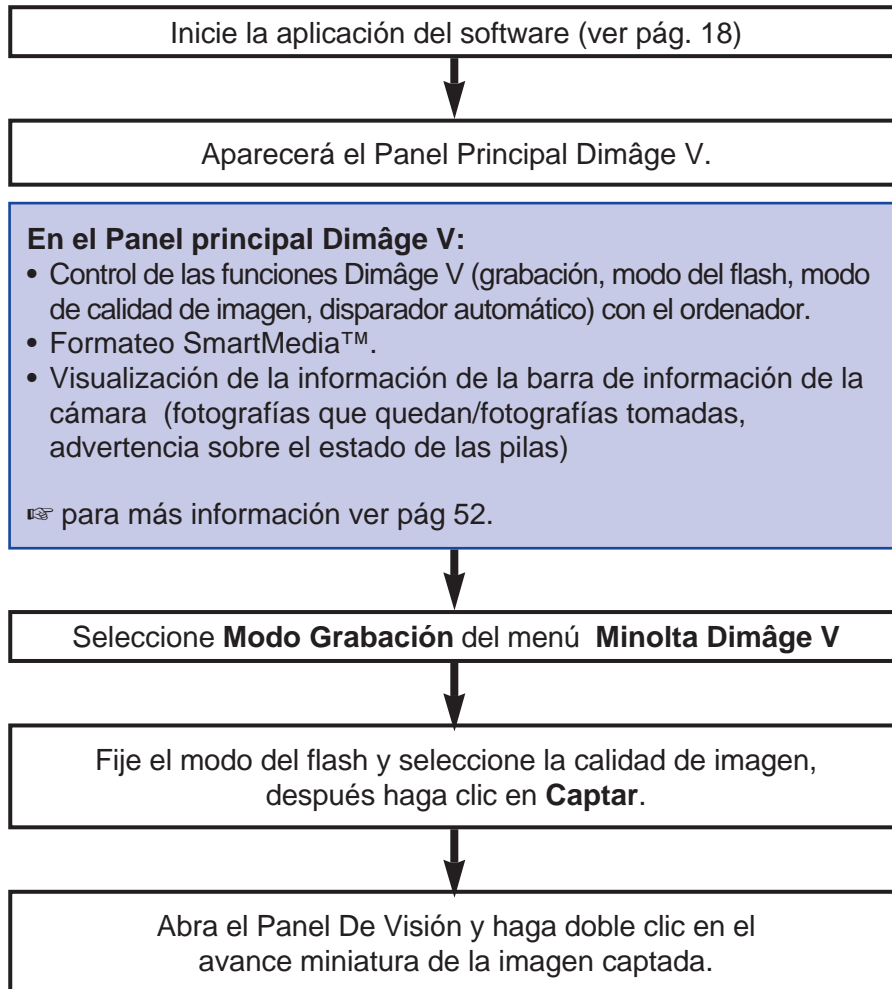 Inicie la aplicación del software (ver pág. 18)
Aparecerá el Panel Principal Dimâge V.
En el Panel principal Dimâge V:
• Control de las funciones Dimâge V (grabación, modo del flash, modo
de calidad de imagen, disparador automático) con el ordenador.
• Formateo SmartMedia™.
• Visualización de la información de la barra de información de la
cámara (fotografías que quedan/fotografías tomadas,
advertencia sobre el estado de las pilas)
☞ para más información ver pág 52.
Seleccione Modo Grabación del menú Minolta Dimâge V
Fije el modo del flash y seleccione la calidad de imagen,
después haga clic en Captar.
Abra el Panel De Visión y haga doble clic en el
avance miniatura de la imagen captada.